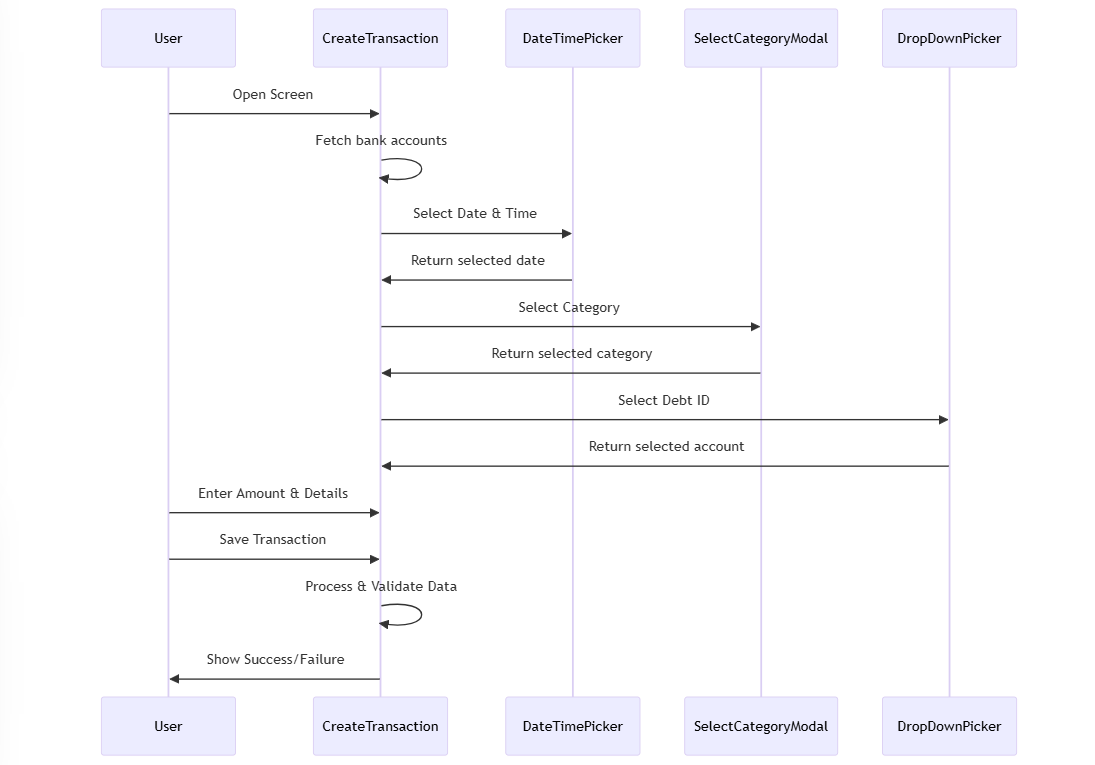 User
CreateTransaction
DateTimePicker
SelectCategoryModal
DropDownPicker
Open Screen
Fetch bank accounts
Select Date & Time
Return selected date
Select Category
Return selected category
Select Debt ID
Return selected account
Enter Amount & Details
Save Transaction
Process & Validate Data
Show Success/Failure
User
CreateTransaction
DateTimePicker
SelectCategoryModal
DropDownPicker